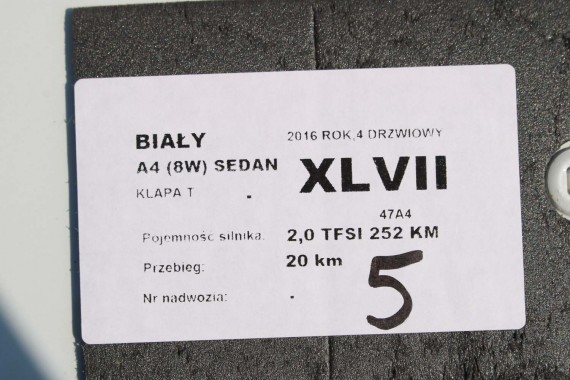 BIAŁY 2016 ROK,4 DRZWIOWY
A4 (8W) SEDAN XLVII
KLAPA T .
47A4
Pojemność silnika: 2,0 TFSI 252 KM
Przebieg: 20 km
Nr nadwozia: .
5